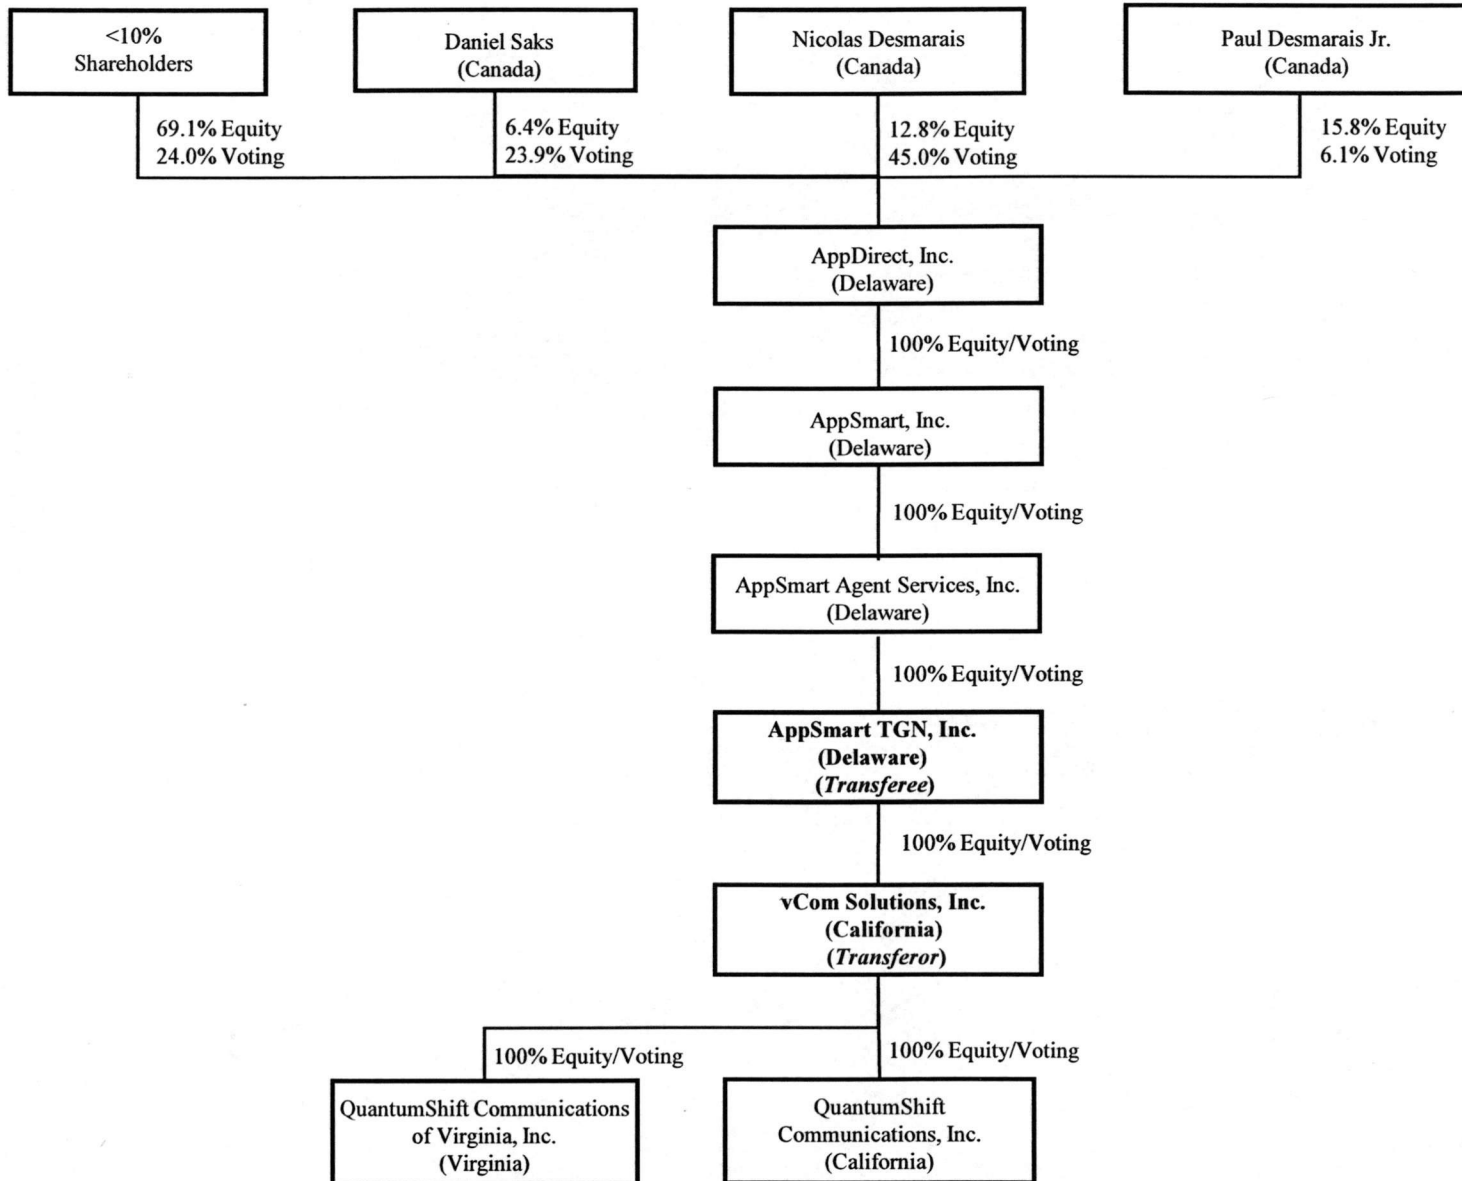 <10%
Shareholders
Daniel Saks
(Canada)
Nicolas Desmarais
(Canada)
Paul Desmarais Jr.
(Canada)
69.1% Equity
24.0% Voting
6.4% Equity
23.9% Voting
12.8% Equity
45.0% Voting
15.8% Equity
6.1% Voting
AppDirect, Inc.
(Delaware)
100% Equity/Voting
AppSmart, Inc.
(Delaware)
100% Equity/Voting
AppSmart Agent Services, Inc.
(Delaware)
100% Equity/Voting
AppSmart TGN, Inc.
(Delaware)
(Transferee)
100% Equity/Voting
vCom Solutions, Inc.
(California)
(Transferor)
100% Equity/Voting
100% Equity/Voting
QuantumShift Communications
of Virginia, Inc.
(Virginia)
QuantumShift
Communications, Inc.
(California)